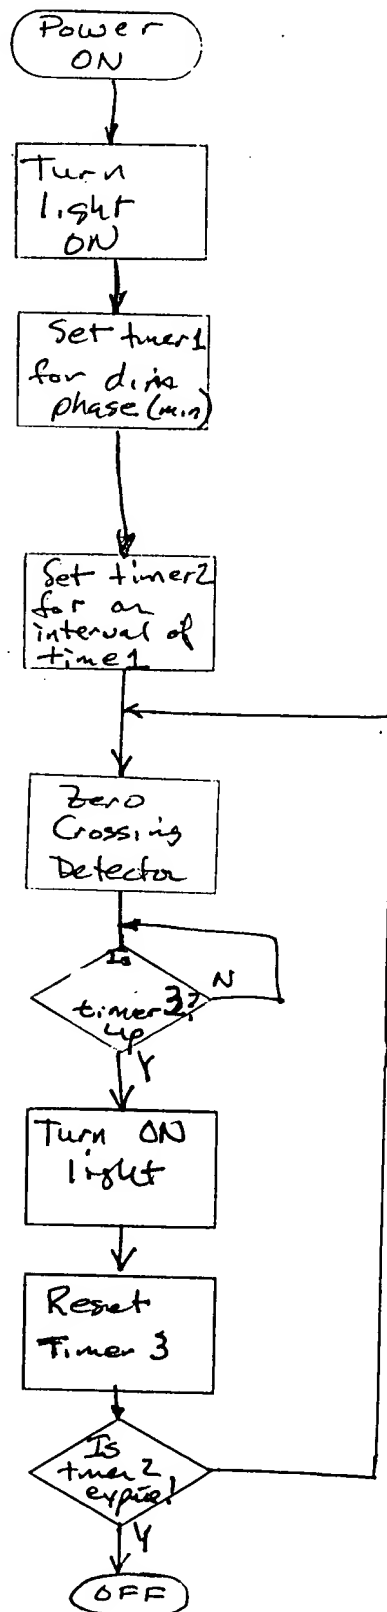 Power
ON
Turn
light
ON
Set timer1
for dim
phase (min)
Set timer2
for an
interval of
time1
Zero
Crossing
Detector
Is
timer 3?
up
N
Y
Turn ON
light
Reset
Timer 3
Is
timer 2
expire?
Y
OFF